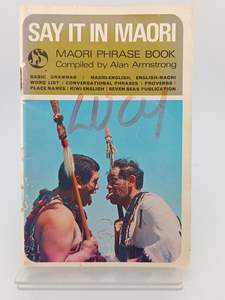 SAY IT IN MAORI
MAORI PHRASE BOOK
Compiled by Alan Armstrong
BASIC GRAMMAR / MAORI-ENGLISH, ENGLISH-MAORI
WORD LIST / CONVERSATIONAL PHRASES / PROVERBS /
PLACE NAMES / KIWI ENGLISH / SEVEN SEAS PUBLICATION